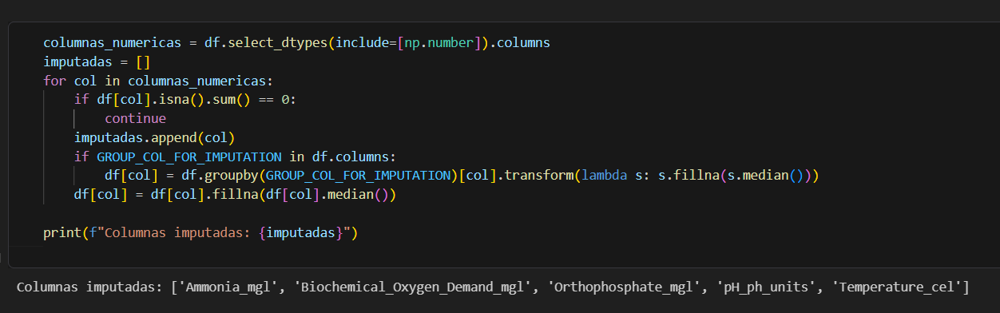 columnas_numericas = df.select_dtypes(include=[np.number]).columns
imputadas = []
for col in columnas_numericas:
    if df[col].isna().sum() == 0:
        continue
    imputadas.append(col)
    if GROUP_COL_FOR_IMPUTATION in df.columns:
        df[col] = df.groupby(GROUP_COL_FOR_IMPUTATION)[col].transform(lambda s: s.fillna(s.median()))
    df[col] = df[col].fillna(df[col].median())
print(f"Columnas imputadas: {imputadas}")
Columnas imputadas: ['Ammonia_mgl', 'Biochemical_Oxygen_Demand_mgl', 'Orthophosphate_mgl', 'pH_ph_units', 'Temperature_cel']